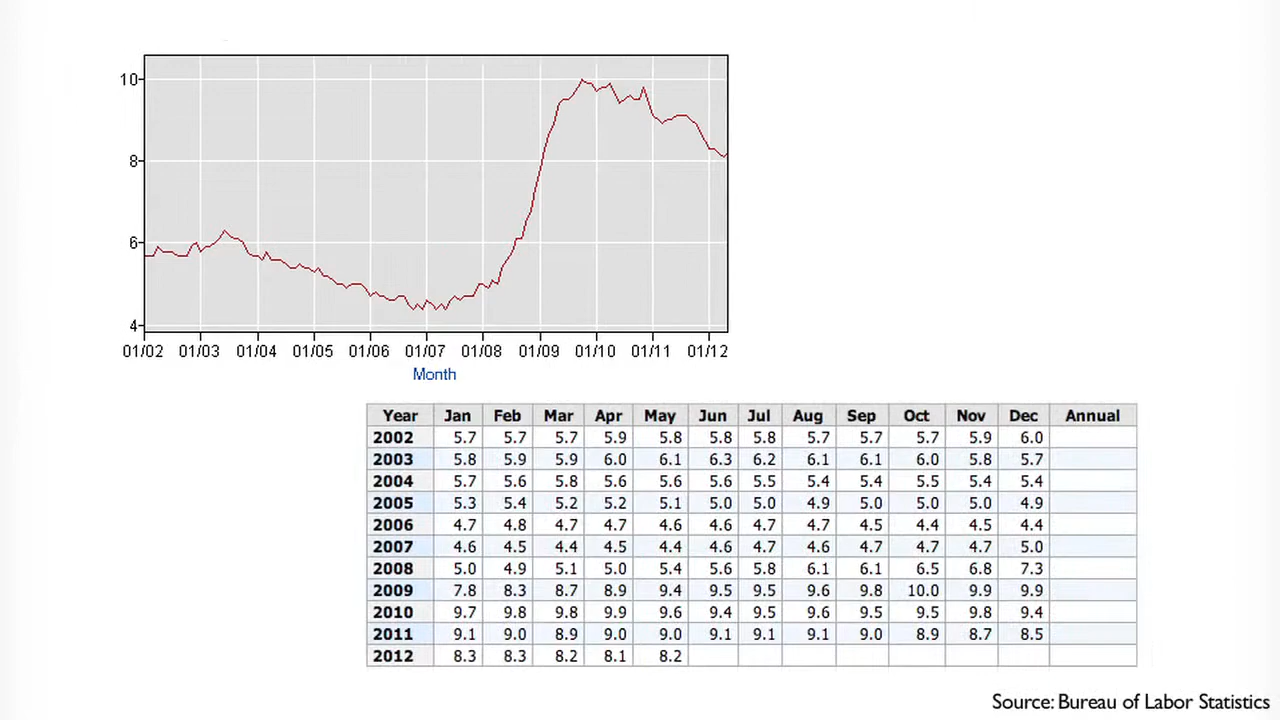 10
8
6
4
01/02 01/03 01/04 01/05 01/06 01/07 01/08 01/09 01/10 01/11 01/12
Month
Year Jan Feb Mar Apr May Jun Jul Aug Sep Oct Nov Dec Annual
2002 5.7 5.7 5.7 5.9 5.8 5.8 5.8 5.7 5.7 5.7 5.9 6.0
2003 5.8 5.9 5.9 6.0 6.1 6.3 6.2 6.1 6.1 6.0 5.8 5.7
2004 5.7 5.6 5.8 5.6 5.6 5.6 5.5 5.4 5.4 5.5 5.4 5.4
2005 5.3 5.4 5.2 5.2 5.1 5.0 5.0 4.9 5.0 5.0 5.0 4.9
2006 4.7 4.8 4.7 4.7 4.6 4.6 4.7 4.7 4.5 4.4 4.5 4.4
2007 4.6 4.5 4.4 4.5 4.4 4.6 4.7 4.6 4.7 4.7 4.7 5.0
2008 5.0 4.9 5.1 5.0 5.4 5.6 5.8 6.1 6.1 6.5 6.8 7.3
2009 7.8 8.3 8.7 8.9 9.4 9.5 9.5 9.6 9.8 10.0 9.9 9.9
2010 9.7 9.8 9.8 9.9 9.6 9.4 9.5 9.6 9.5 9.5 9.8 9.4
2011 9.1 9.0 8.9 9.0 9.0 9.1 9.1 9.1 9.0 8.9 8.7 8.5
2012 8.3 8.3 8.2 8.1 8.2
Source: Bureau of Labor Statistics